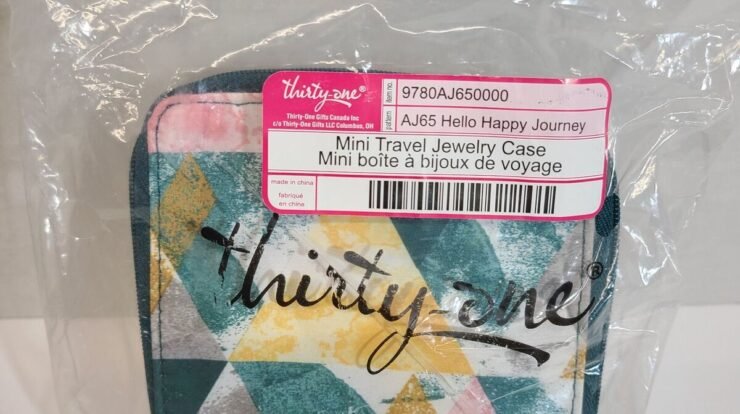 thirty-one®
Thirty-One Gifts Canada Inc
c/o Thirty-One Gifts LLC Columbus, OH
item no.
9780AJ650000
pattern
AJ65 Hello Happy Journey
Mini Travel Jewelry Case
Mini boîte à bijoux de voyage
made in china
fabriqué
en chine
thirty-one®